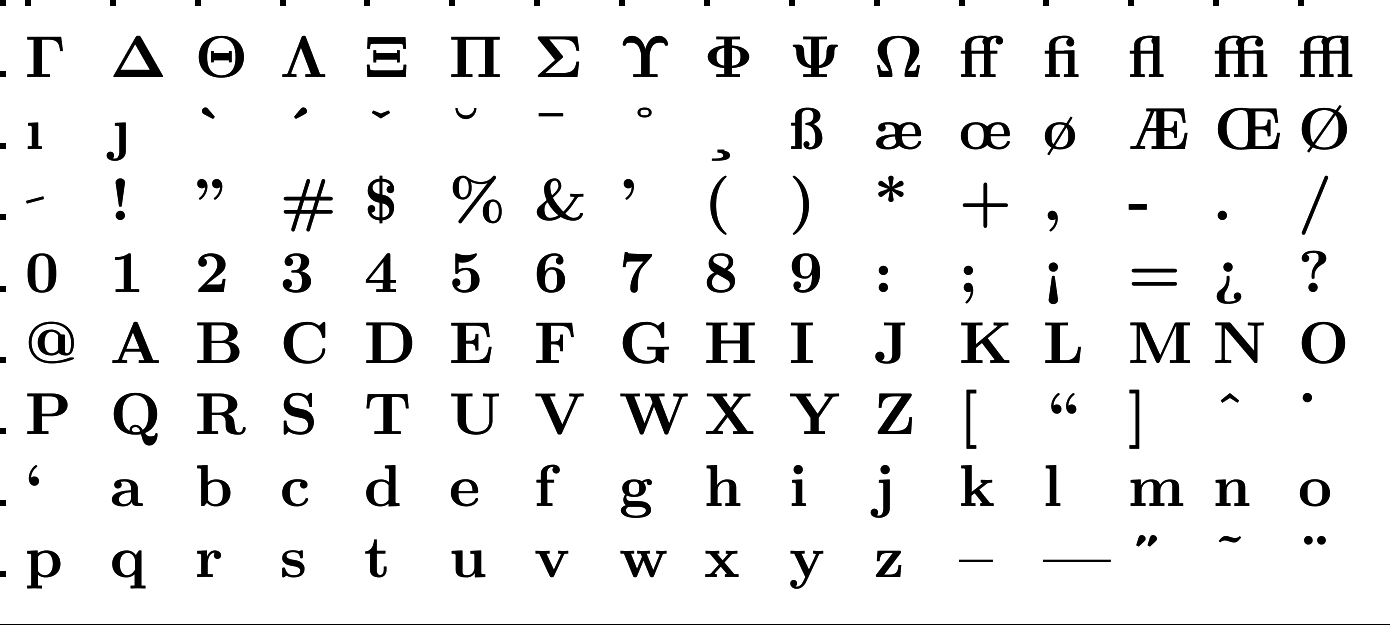 Γ Δ Θ Λ Ξ Π Σ ϒ Φ Ψ Ω ff fi fl ffi ffl
ı ȷ ` ´ ˇ ˘ ¯ ˚ ¸ ß æ œ ø Æ Œ Ø
- ! ” # $ % & ’ ( ) * + , - . /
0 1 2 3 4 5 6 7 8 9 : ; ¡ = ¿ ?
@ A B C D E F G H I J K L M N O
P Q R S T U V W X Y Z [ “ ] ˆ ˙
‘ a b c d e f g h i j k l m n o
p q r s t u v w x y z – — ˝ ˜ ¨